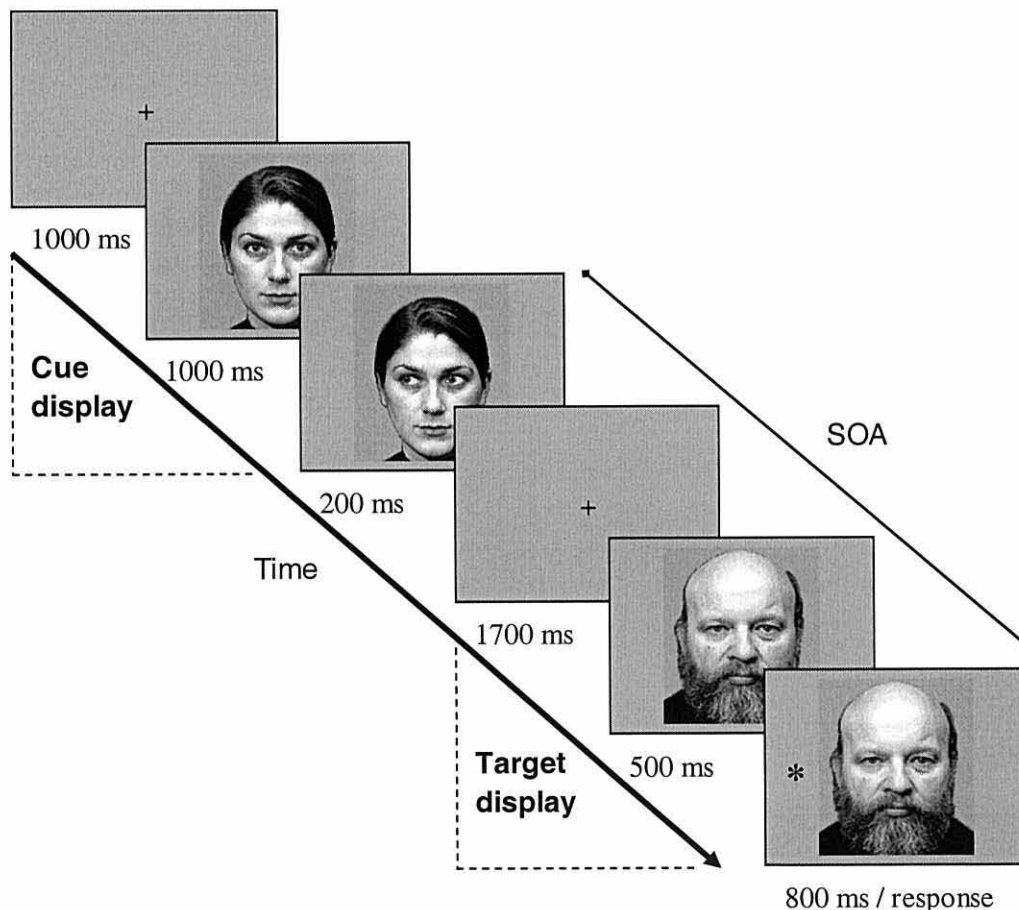 +
1000 ms
Cue
display
1000 ms
200 ms
SOA
+
Time
1700 ms
Target
display
500 ms
*
800 ms / response